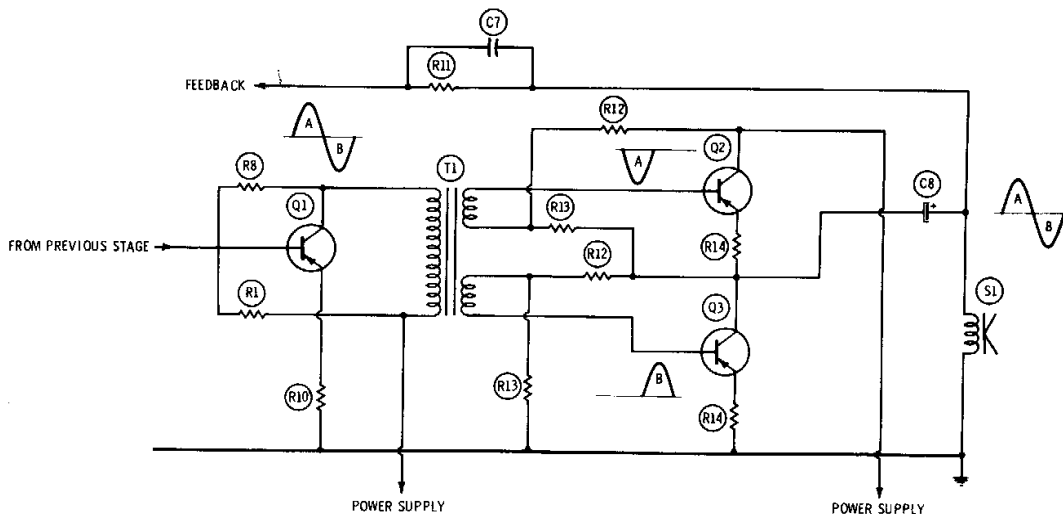 C7
R11
FEEDBACK
R12
A
B
Q2
A
T1
R8
C8
Q1
R13
A
B
FROM PREVIOUS STAGE
R14
R12
R1
S1
Q3
B
R13
R10
R14
POWER SUPPLY
POWER SUPPLY